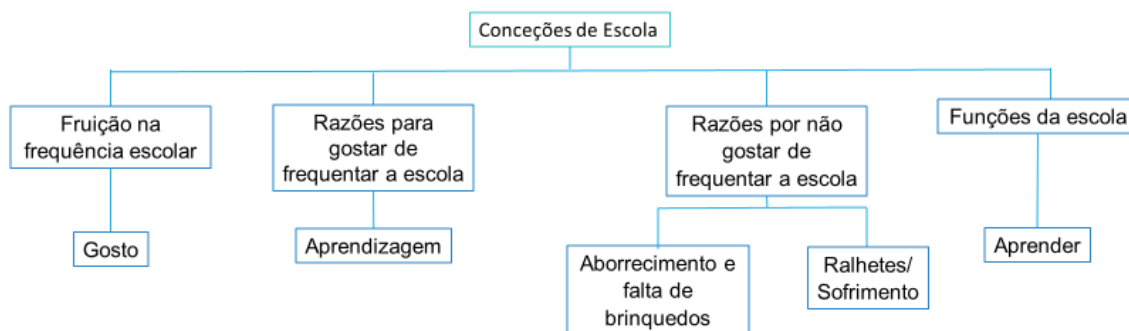 Conceções de Escola
Fruição na
frequência escolar
Razões para
gostar de
frequentar a escola
Razões por não
gostar de
frequentar a escola
Funções da escola
Gosto
Aprendizagem
Aborrecimento e
falta de
brinquedos
Ralhetes/
Sofrimento
Aprender